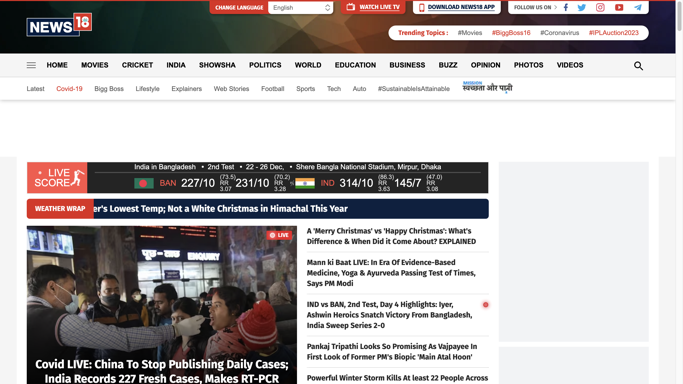 NEWS 18
CHANGE LANGUAGE
English
WATCH LIVE TV
DOWNLOAD NEWS18 APP
FOLLOW US ON
Trending Topics :
#Movies
#BiggBoss16
#Coronavirus
#IPLAuction2023
HOME
MOVIES
CRICKET
INDIA
SHOWSHA
POLITICS
WORLD
EDUCATION
BUSINESS
BUZZ
OPINION
PHOTOS
VIDEOS
Latest
Covid-19
Bigg Boss
Lifestyle
Explainers
Web Stories
Football
Sports
Tech
Auto
#SustainableIsAttainable
MISSION
स्वच्छता और पानी
LIVE
SCORE
India in Bangladesh • 2nd Test • 22 - 26 Dec, • Shere Bangla National Stadium, Mirpur, Dhaka
BAN 227/10 (73.5) RR 3.07 231/10 (70.2) RR 3.28
IND 314/10 (86.3) RR 3.63 145/7 (47.0) RR 3.08
WEATHER WRAP
er's Lowest Temp; Not a White Christmas in Himachal This Year
LIVE
ENQUIRY
Covid LIVE: China To Stop Publishing Daily Cases;
India Records 227 Fresh Cases, Makes RT-PCR
A 'Merry Christmas' vs 'Happy Christmas': What's
Difference & When Did it Come About? EXPLAINED
Mann ki Baat LIVE: In Era Of Evidence-Based
Medicine, Yoga & Ayurveda Passing Test of Times,
Says PM Modi
IND vs BAN, 2nd Test, Day 4 Highlights: Iyer,
Ashwin Heroics Snatch Victory From Bangladesh,
India Sweep Series 2-0
Pankaj Tripathi Looks So Promising As Vajpayee In
First Look of Former PM's Biopic 'Main Atal Hoon'
Powerful Winter Storm Kills At least 22 People Across